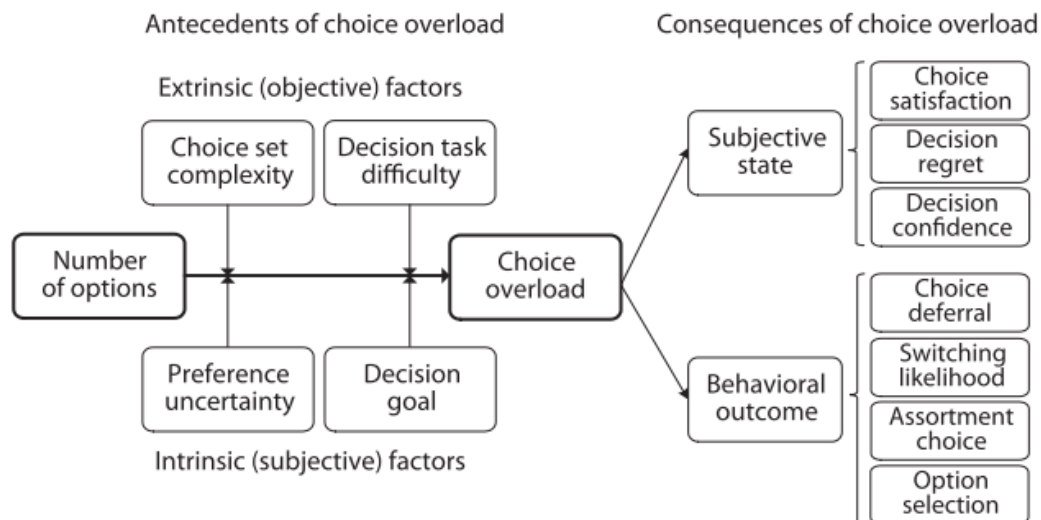 Antecedents of choice overload
Consequences of choice overload
Extrinsic (objective) factors
Choice set
complexity
Decision task
difficulty
Number
of options
Choice
overload
Preference
uncertainty
Decision
goal
Intrinsic (subjective) factors
Subjective
state
Choice
satisfaction
Decision
regret
Decision
confidence
Behavioral
outcome
Choice
deferral
Switching
likelihood
Assortment
choice
Option
selection